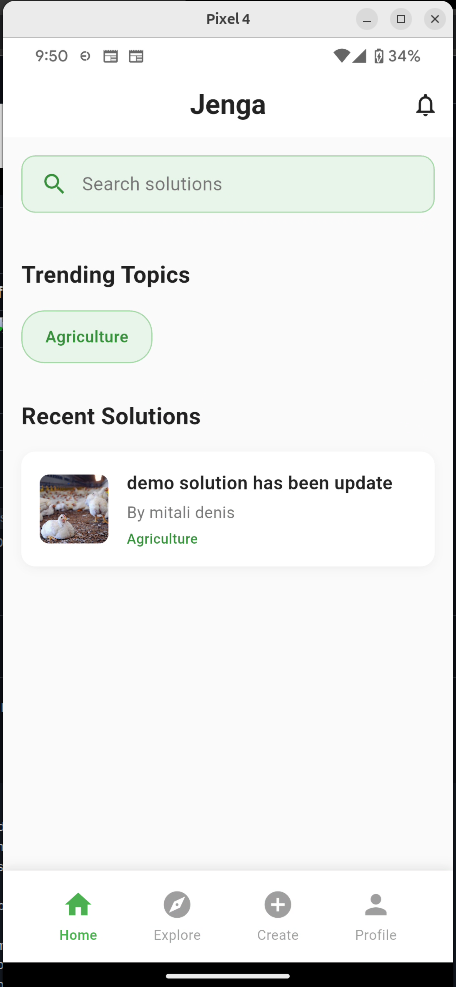 Pixel 4
9:50
34%
Jenga
Search solutions
Trending Topics
Agriculture
Recent Solutions
demo solution has been update
By mitali denis
Agriculture
Home
Explore
Create
Profile